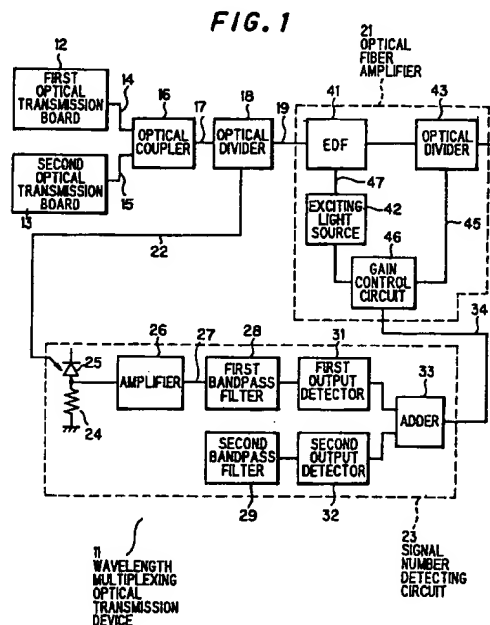 FIG. 1
21
OPTICAL
FIBER
AMPLIFIER
12
FIRST
OPTICAL
TRANSMISSION
BOARD
14
16
OPTICAL
COUPLER
17
18
OPTICAL
DIVIDER
19
41
EDF
43
OPTICAL
DIVIDER
SECOND
OPTICAL
TRANSMISSION
BOARD
13
15
22
47
EXCITING
LIGHT
SOURCE
42
46
GAIN
CONTROL
CIRCUIT
45
34
25
24
26
AMPLIFIER
27
28
FIRST
BANDPASS
FILTER
31
FIRST
OUTPUT
DETECTOR
33
ADDER
SECOND
BANDPASS
FILTER
29
SECOND
OUTPUT
DETECTOR
32
23
SIGNAL
NUMBER
DETECTING
CIRCUIT
11
WAVELENGTH
MULTIPLEXING
OPTICAL
TRANSMISSION
DEVICE